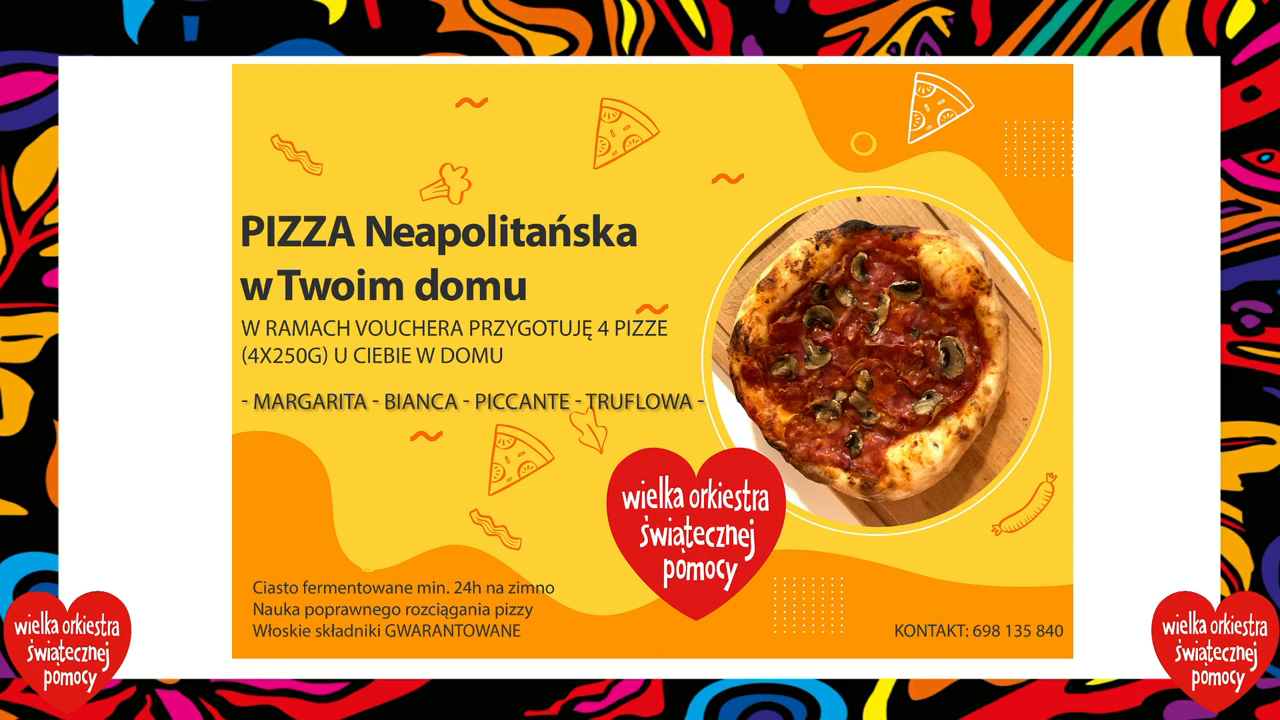 PIZZA Neapolitańska
w Twoim domu
W RAMACH VOUCHERA PRZYGOTUJĘ 4 PIZZE
(4X250G) U CIEBIE W DOMU
- MARGARITA - BIANCA - PICCANTE - TRUFLOWA -
wielka orkiestra
świątecznej
pomocy
Ciasto fermentowane min. 24h na zimno
Nauka poprawnego rozciągania pizzy
Włoskie składniki GWARANTOWANE
KONTAKT: 698 135 840
wielka orkiestra
świątecznej
pomocy
wielka orkiestra
świątecznej
pomocy